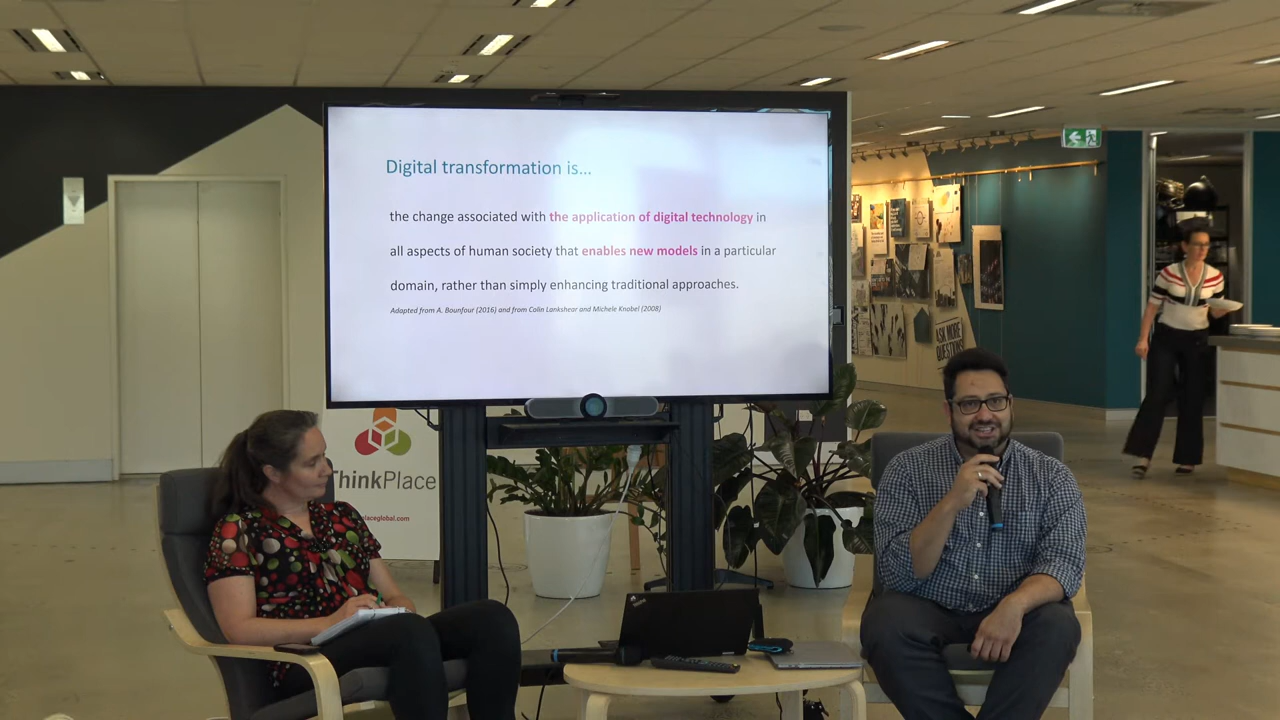 Digital transformation is...
the change associated with the application of digital technology in
all aspects of human society that enables new models in a particular
domain, rather than simply enhancing traditional approaches.
Adapted from A. Bounfour (2016) and from Colin Lankshear and Michele Knobel (2008)
ThinkPlace
placeglobal.com
ASK MORE
QUESTIONS